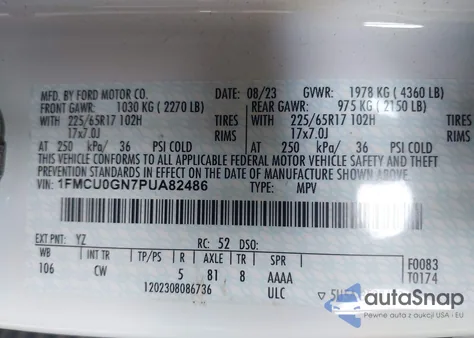 MFD. BY FORD MOTOR CO. DATE: 08/23 GVWR: 1978 KG (4360 LB)
FRONT GAWR: 1030 KG (2270 LB) REAR GAWR: 975 KG (2150 LB)
WITH 225/65R17 102H TIRES WITH 225/65R17 102H TIRES
17x7.0J RIMS 17x7.0J RIMS
AT 250 kPa/ 36 PSI COLD AT 250 kPa/ 36 PSI COLD
THIS VEHICLE CONFORMS TO ALL APPLICABLE FEDERAL MOTOR VEHICLE SAFETY & THEFT
PREVENTION STANDARDS IN EFFECT ON THE DATE OF MANUFACTURE SHOWN ABOVE.
VIN: 1FMCU0GN7PUA82486 TYPE: MPV
EXT PNT: YZ RC: 52 DSO: F0083
WB INT TR TP/PS R AXLE TR SPR T0174
106 CW 5 81 8 AAAA
1202308086736 ULC
autoSnap
Pewne auta z aukcji USA i EU